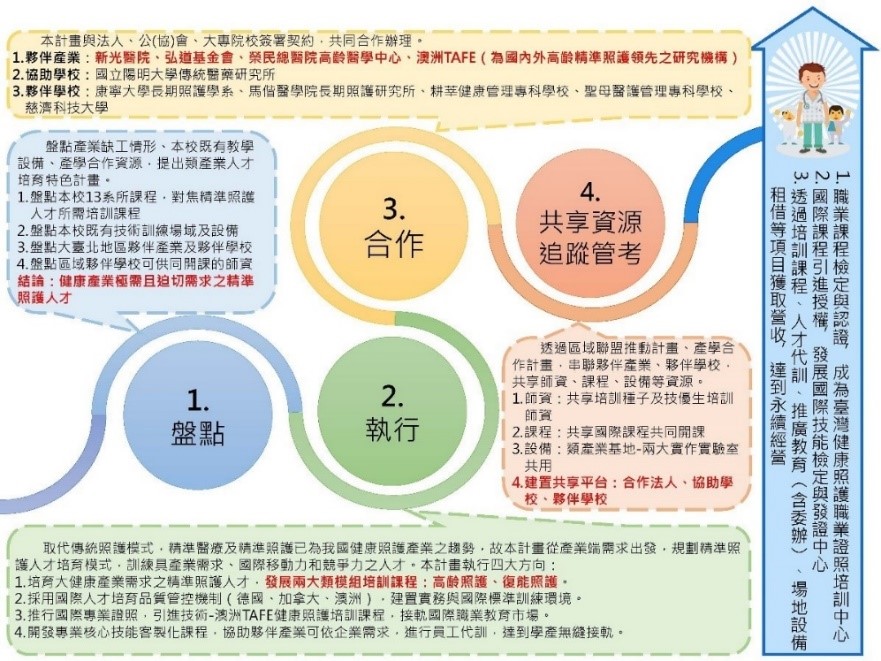 本計畫與法人、公(協)會、大專院校簽署契約，共同合作辦理。
1.夥伴產業：新光醫院、弘道基金會、榮民總醫院高齡醫學中心、澳洲TAFE（為國內外高齡精準照護領先之研究機構）
2.協助學校：國立陽明大學傳統醫藥研究所
3.夥伴學校：康寧大學長期照護學系、馬偕醫學院長期照護研究所、耕莘健康管理專科學校、聖母醫護管理專科學校、
慈濟科技大學
盤點產業缺工情形、本校既有教學
設備、產學合作資源，提出類產業人才
培育特色計畫。
1.盤點本校13系所課程，對焦精準照護
人才所需培訓課程
2.盤點本校既有技術訓練場域及設備
3.盤點大臺北地區夥伴產業及夥伴學校
4.盤點區域夥伴學校可供同開課的師資
結論：健康產業極需且迫切需求之精準
照護人才
1.
盤點
2.
執行
3.
合作
4.
共享資源
追蹤管考
透過區域聯盟推動計畫、產學合
作計畫，串聯夥伴產業、夥伴學校，
共享師資、課程、設備等資源。
1.師資：共享培訓種子及技優生培訓
師資
2.課程：共享國際課程共同開課
3.設備：類產業基地-兩大實作實驗室
共用
4.建置共享平台：合作法人、協助學
校、夥伴學校
取代傳統照護模式，精準醫療及精準照護已為我國健康照護產業之趨勢，故本計畫從產業端需求出發，規劃精準照
護人才培育模式，訓練具產業需求、國際移動力和競爭力之人才。本計畫執行四大方向：
1.培育大健康產業需求之精準照護人才，發展兩大類模組培訓課程：高齡照護、復能照護。
2.採用國際人才培育品質管控機制（德國、加拿大、澳洲），建置實務與國際標準訓練環境。
3.推行國際專業證照，引進技術-澳洲TAFE健康照護培訓課程，接軌國際職業教育市場。
4.開發專業核心技能客製化課程，協助夥伴產業可依企業需求，進行員工代訓，達到學產無縫接軌。
1.職業課程檢定與認證，成為臺灣健康照護職業證照培訓中心
2.國際課程引進授權，發展國際技能檢定與發證中心
3.透過培訓課程、人才代訓、推廣教育（含委辦）、場地設備
租借等項目獲取營收，達到永續經營